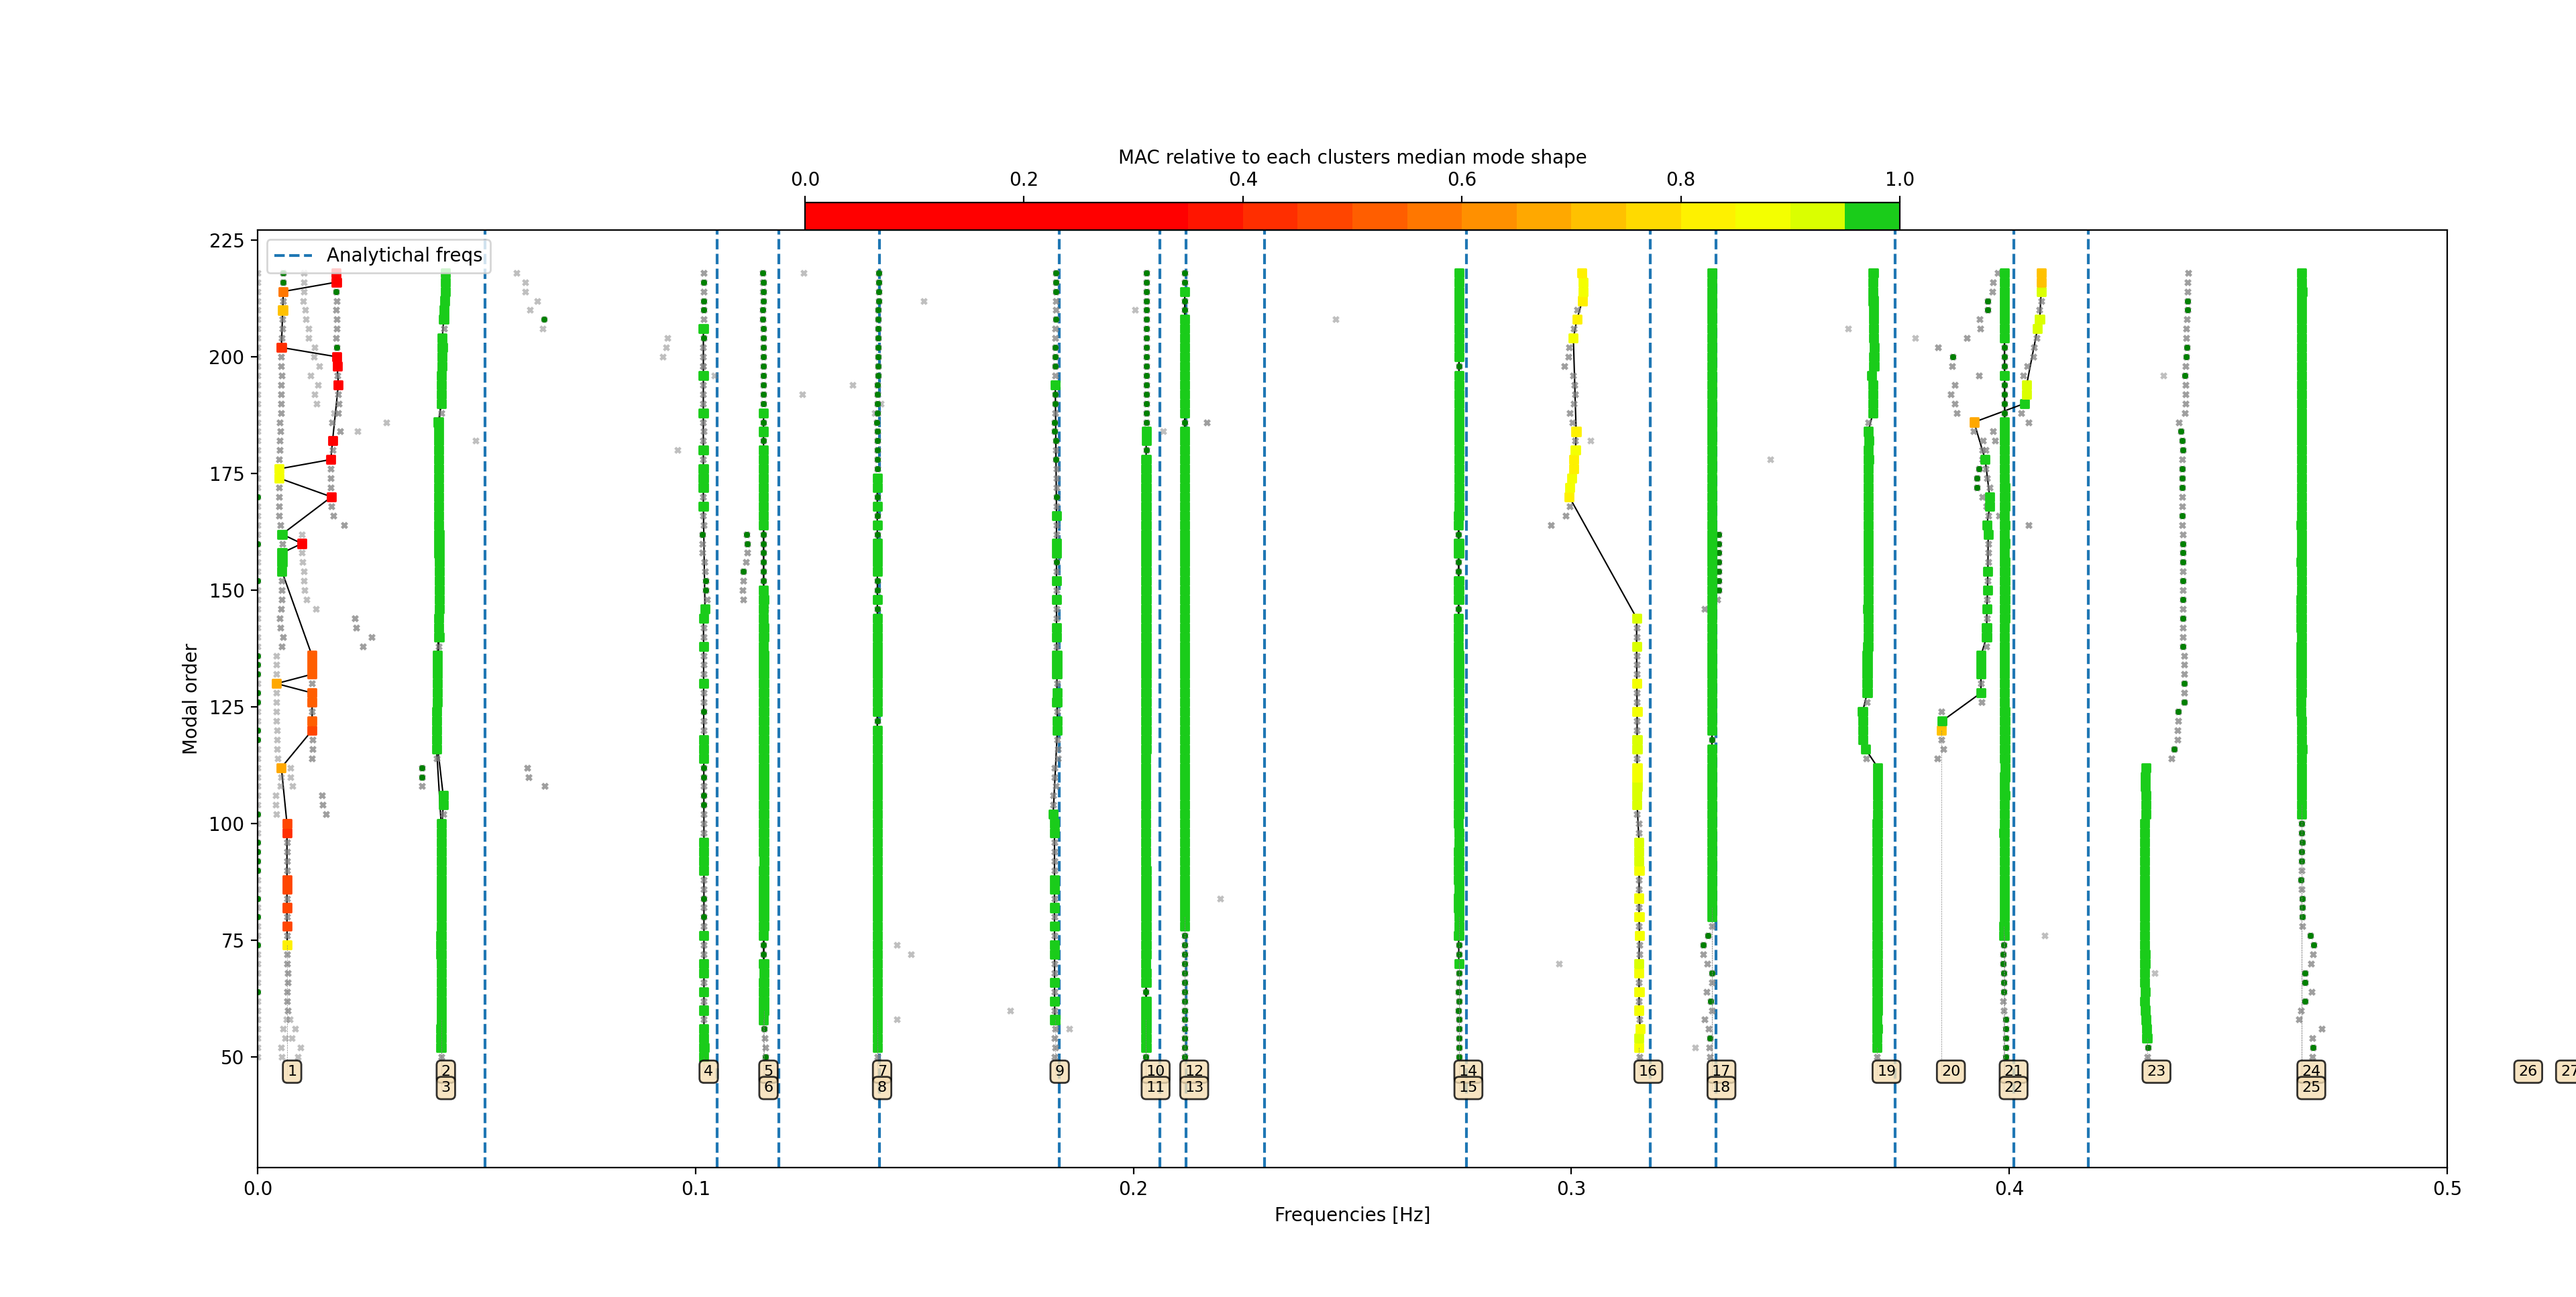 MAC relative to each clusters median mode shape
0.0 0.2 0.4 0.6 0.8 1.0
Analytichal freqs
225
200
175
150
125
100
75
50
Modal order
1 2 4 5 7 9 10 12 14 16 17 19 20 21 23 24 26 27
3 6 8 11 13 15 18 22 25
0.0 0.1 0.2 0.3 0.4 0.5
Frequencies [Hz]